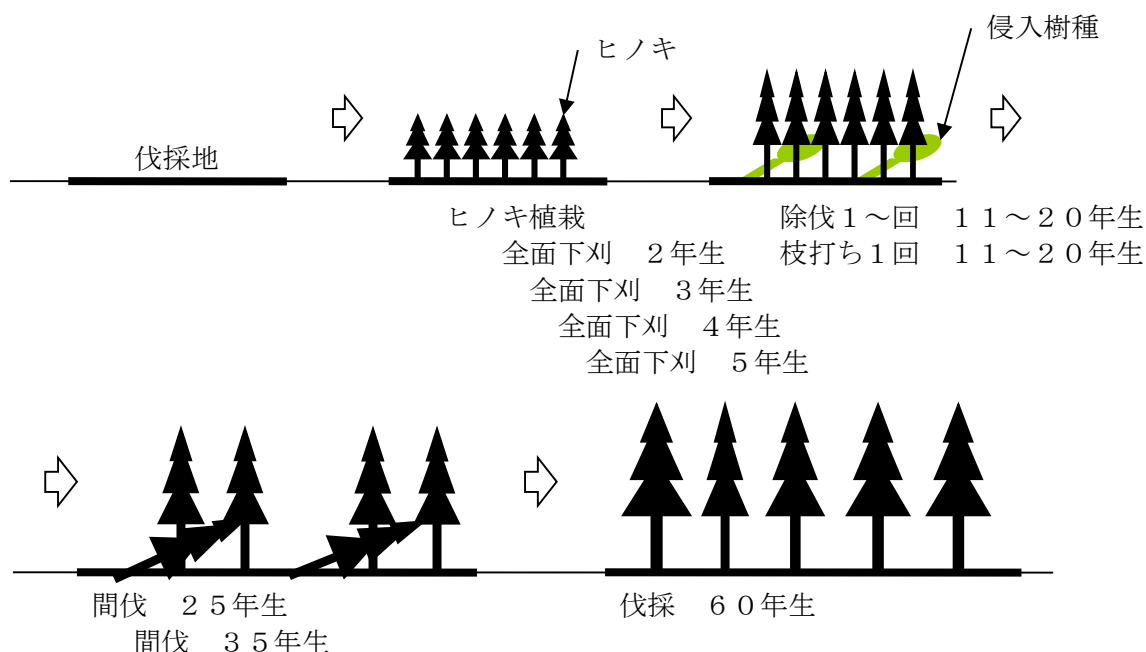 侵入樹種
ヒノキ
伐採地
ヒノキ植栽
全面下刈　２年生
全面下刈　３年生
全面下刈　４年生
全面下刈　５年生
除伐１～回　１１～２０年生
枝打ち１回　１１～２０年生
間伐　２５年生
間伐　３５年生
伐採　６０年生